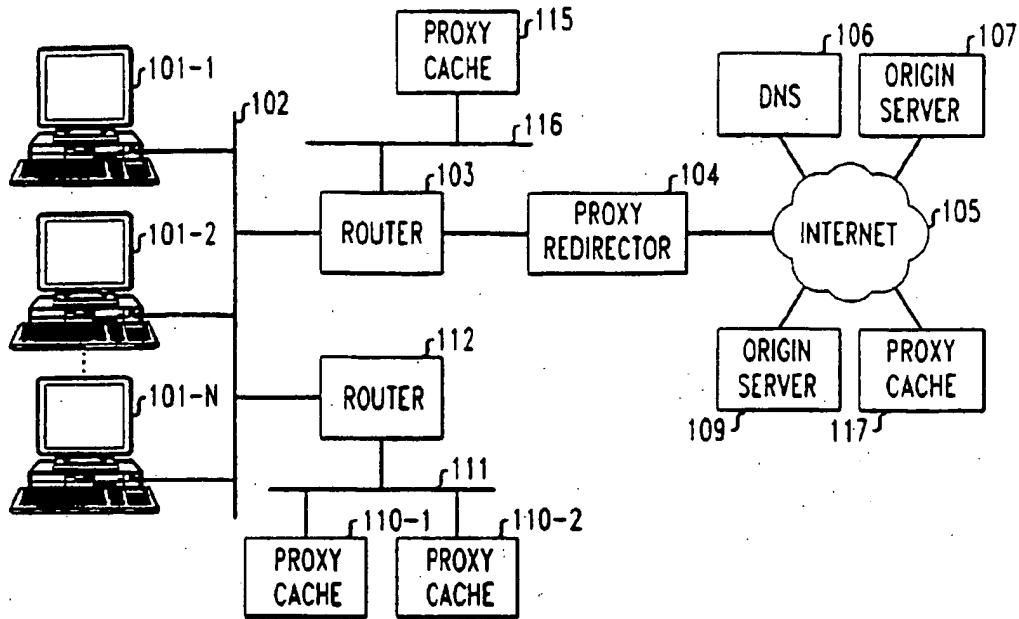 101-1
102
PROXY
CACHE
115
116
106
DNS
107
ORIGIN
SERVER
101-2
103
ROUTER
104
PROXY
REDIRECTOR
INTERNET
105
101-N
112
ROUTER
ORIGIN
SERVER
109
PROXY
CACHE
117
111
110-1
PROXY
CACHE
110-2
PROXY
CACHE